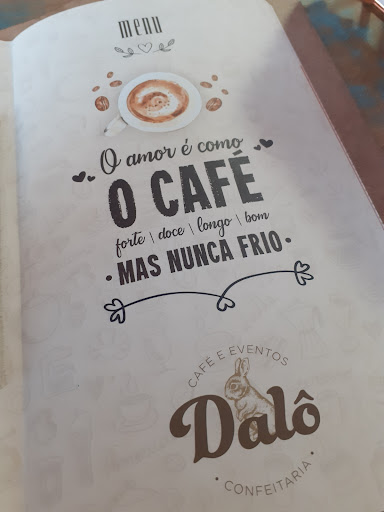 menu
O amor é como
O CAFÉ
forte \ doce \ longo \ bom
• MAS NUNCA FRIO •
CAFÉ E EVENTOS
Dalô
• CONFEITARIA •